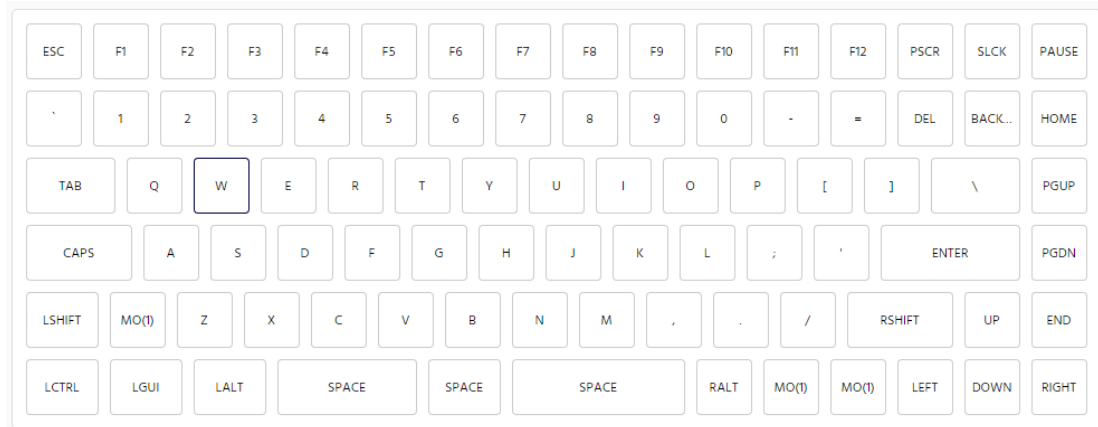 ESC F1 F2 F3 F4 F5 F6 F7 F8 F9 F10 F11 F12 PSCR SLCK PAUSE
` 1 2 3 4 5 6 7 8 9 0 - = DEL BACK... HOME
TAB Q W E R T Y U I O P [ ] \ PGUP
CAPS A S D F G H J K L ; ' ENTER PGDN
LSHIFT MO(1) Z X C V B N M , . / RSHIFT UP END
LCTRL LGUI LALT SPACE SPACE SPACE RALT MO(1) MO(1) LEFT DOWN RIGHT